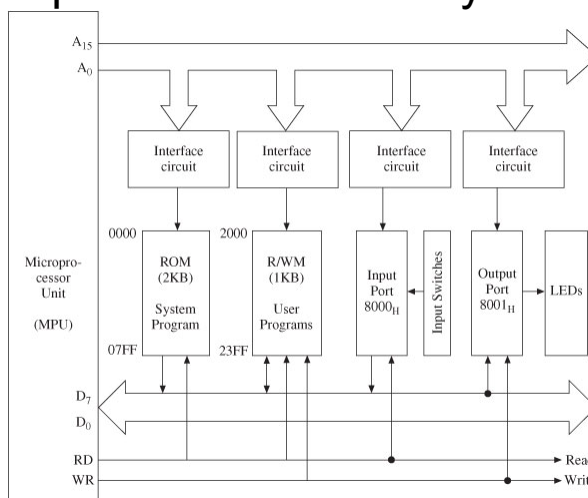 A15
A0
Interface
circuit
Interface
circuit
Interface
circuit
Interface
circuit
0000
ROM
(2KB)
System
Program
07FF
2000
R/WM
(1KB)
User
Programs
23FF
Input
Port
8000H
Input Switches
Output
Port
8001H
LEDs
Micropro-
cessor
Unit
(MPU)
D7
D0
RD
WR
Rea
Writ